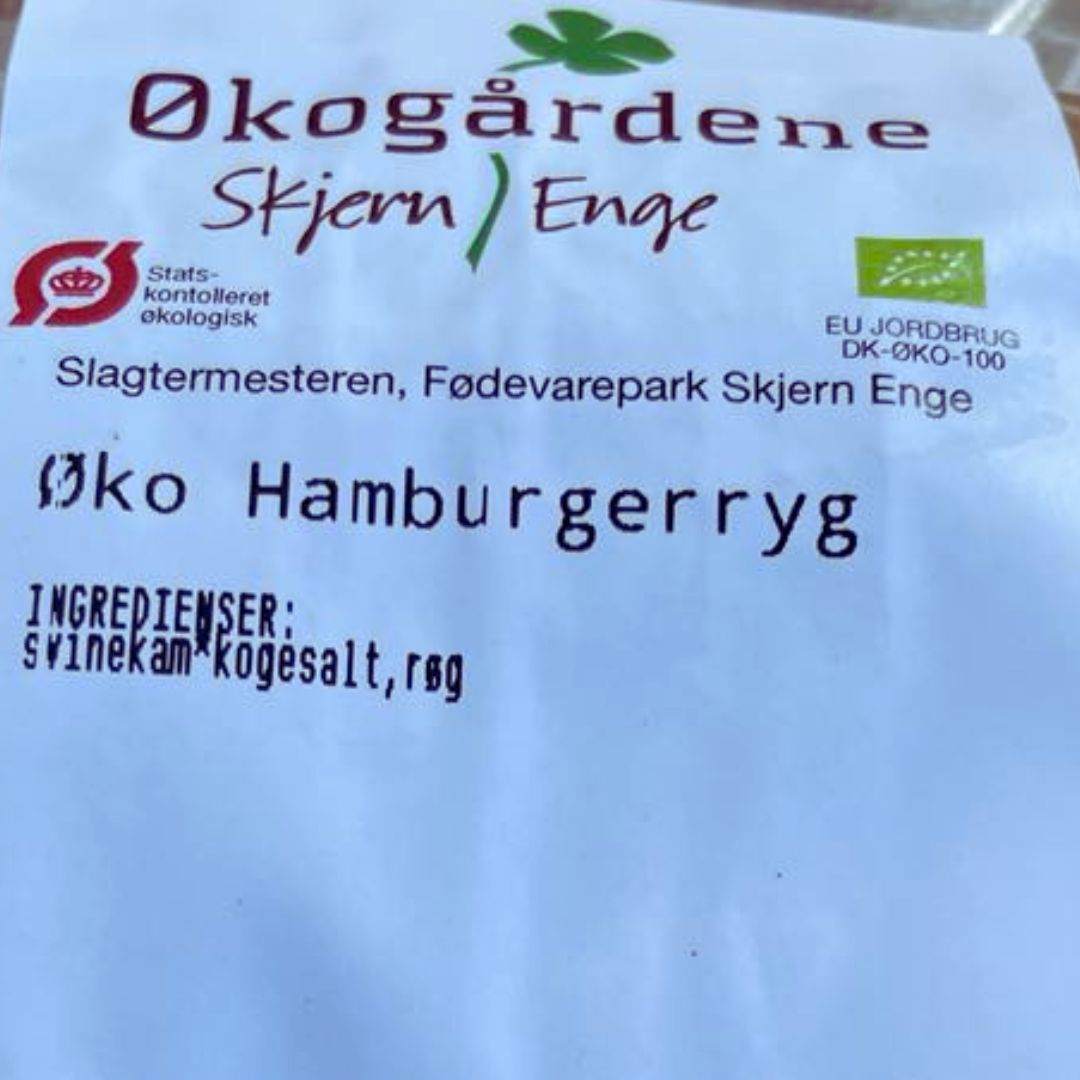 Økogårdene
Skjern Enge
Stats-
kontolleret
økologisk
EU JORDBRUG
DK-ØKO-100
Slagtermesteren, Fødevarepark Skjern Enge
Øko Hamburgerryg
INGREDIENSER:
svinekam*kogesalt,røg